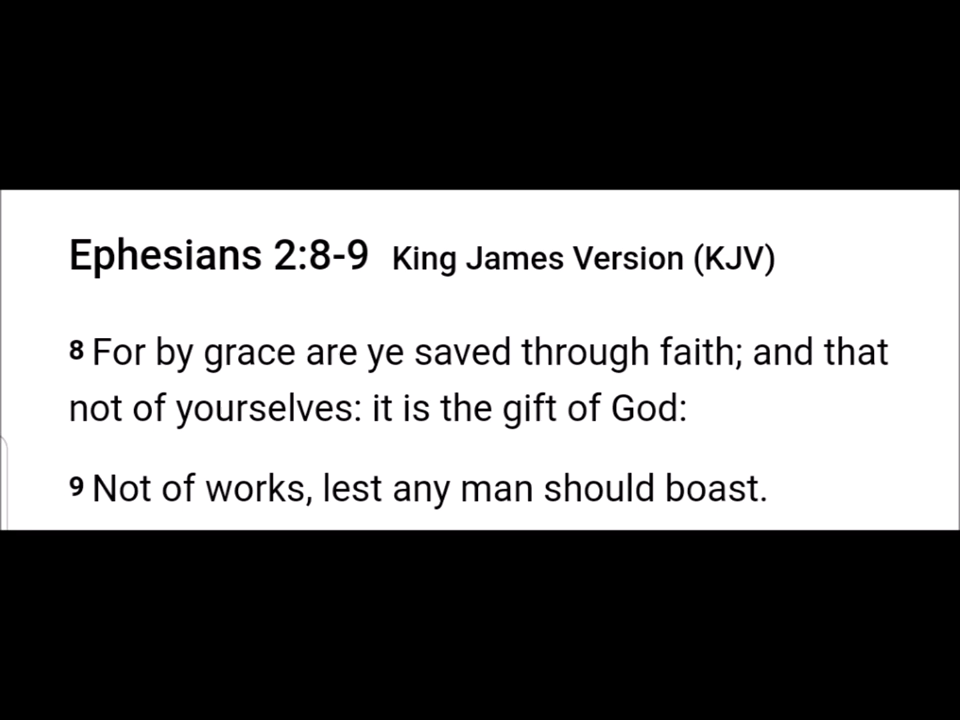 Ephesians 2:8-9 King James Version (KJV)
8 For by grace are ye saved through faith; and that
not of yourselves: it is the gift of God:
9 Not of works, lest any man should boast.